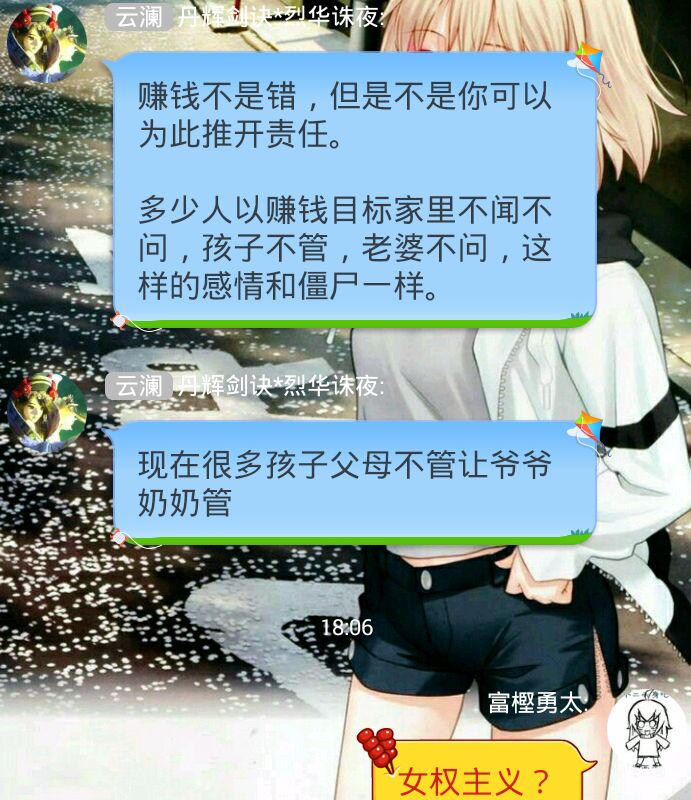 云澜 丹辉剑诀*烈华诛夜:
赚钱不是错，但是不是你可以
为此推开责任。
多少人以赚钱目标家里不闻不
问，孩子不管，老婆不问，这
样的感情和僵尸一样。
云澜 丹辉剑诀*烈华诛夜:
现在很多孩子父母不管让爷爷
奶奶管
18:06
富樫勇太:
女权主义？